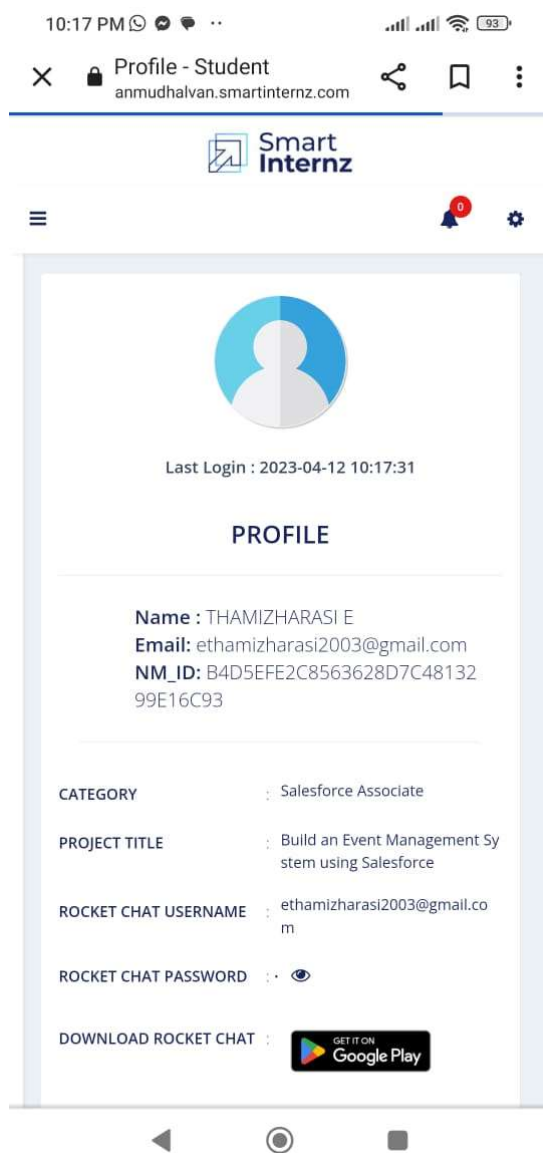 10:17 PM
93
Profile - Student
anmudhalvan.smartinternz.com
Smart
Internz
0
Last Login : 2023-04-12 10:17:31
PROFILE
Name : THAMIZHARASI E
Email: ethamizharasi2003@gmail.com
NM_ID: B4D5EFE2C8563628D7C48132
99E16C93
CATEGORY : Salesforce Associate
PROJECT TITLE : Build an Event Management Sy
stem using Salesforce
ROCKET CHAT USERNAME : ethamizharasi2003@gmail.co
m
ROCKET CHAT PASSWORD : ·
DOWNLOAD ROCKET CHAT :
GET IT ON
Google Play